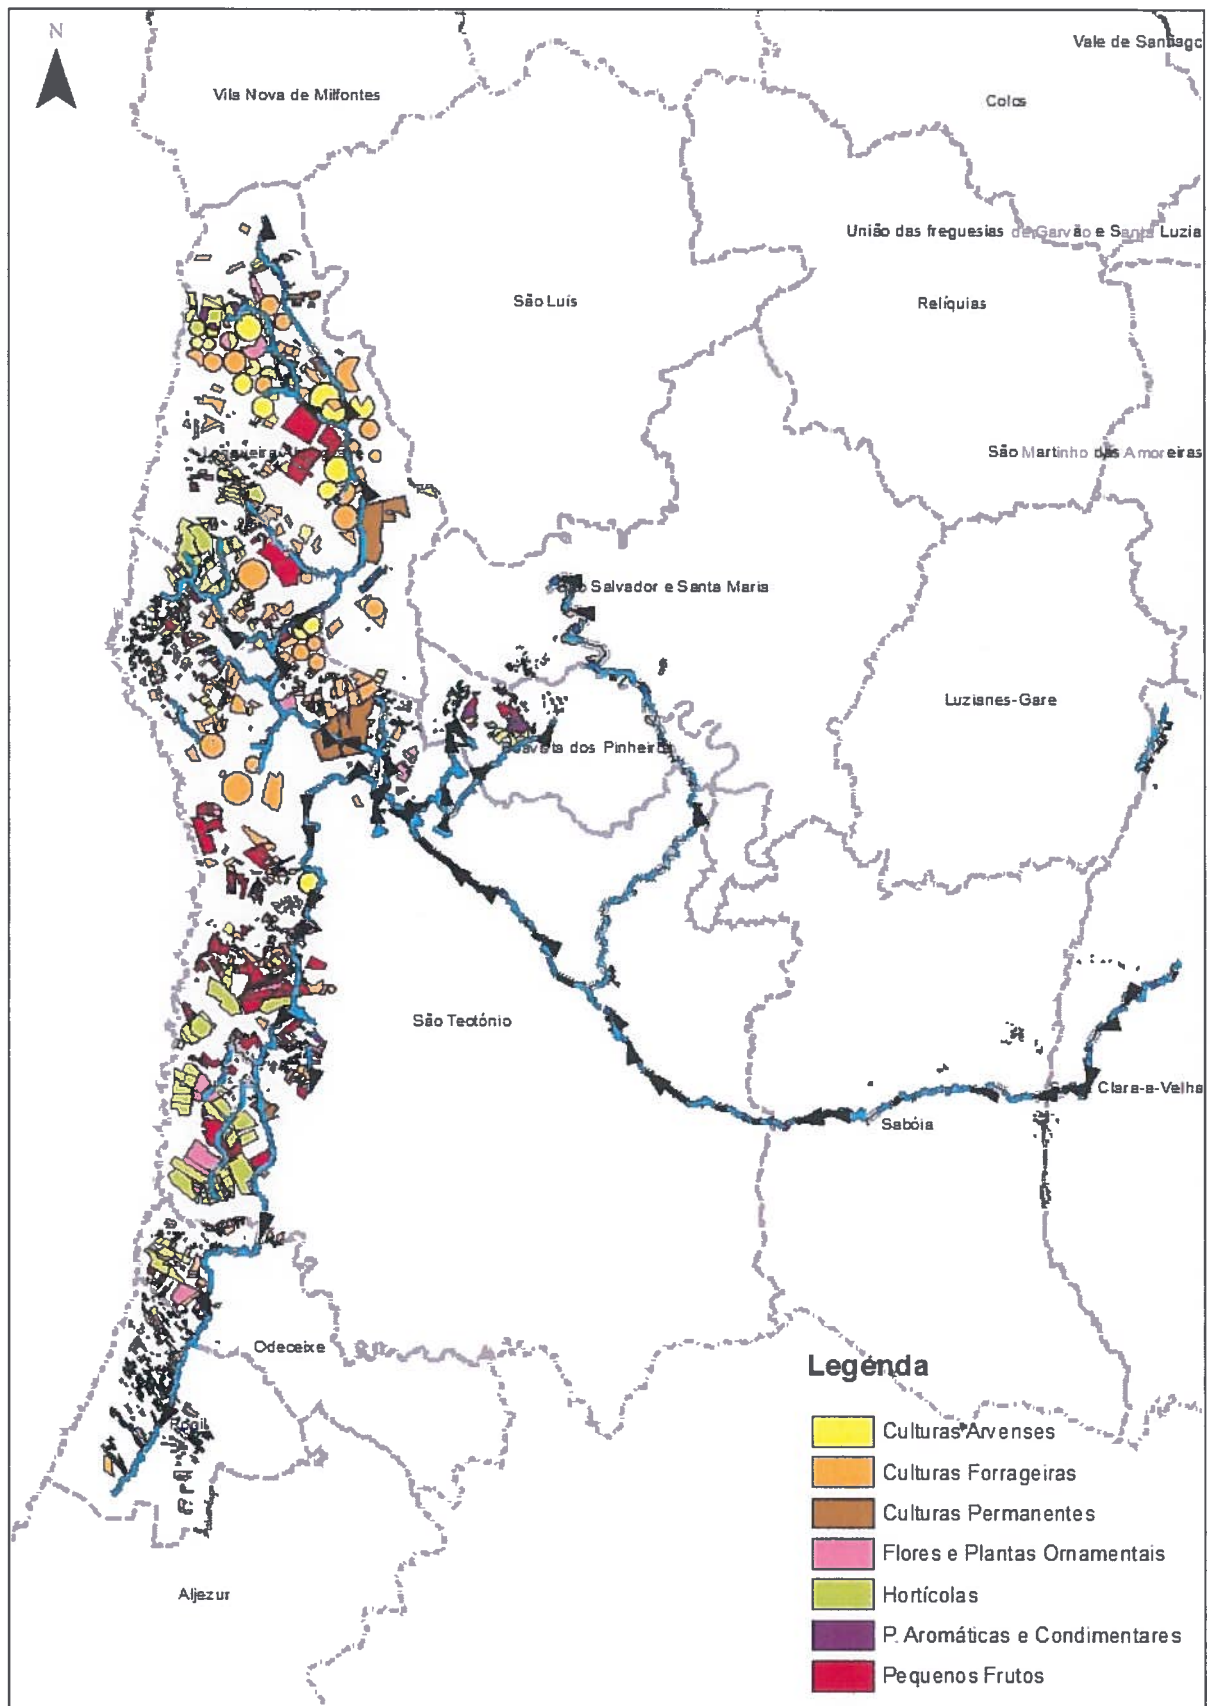 N
Vale de Santiago
Vila Nova de Milfontes
Colos
União das freguesias de Garvão e Santa Luzia
São Luís
Relíquias
São Martinho das Amoreiras
Salvador e Santa Maria
Luzianes-Gare
dos Pinheiros
São Teotónio
Clara-a-Velha
Sabóia
Odeceixe
Legenda
Rogil
Culturas Arvenses
Culturas Forrageiras
Culturas Permanentes
Flores e Plantas Ornamentais
Aljezur
Hortícolas
P. Aromáticas e Condimentares
Pequenos Frutos